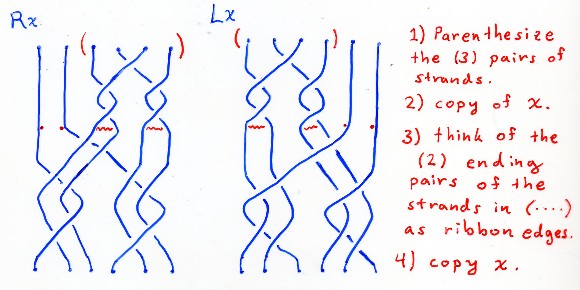 Rx
Lx
1) Parenthesize
the (3) pairs of
strands.
2) copy of x.
3) think of the
(2) ending
pairs of the
strands in (....)
as ribbon edges.
4) copy x.